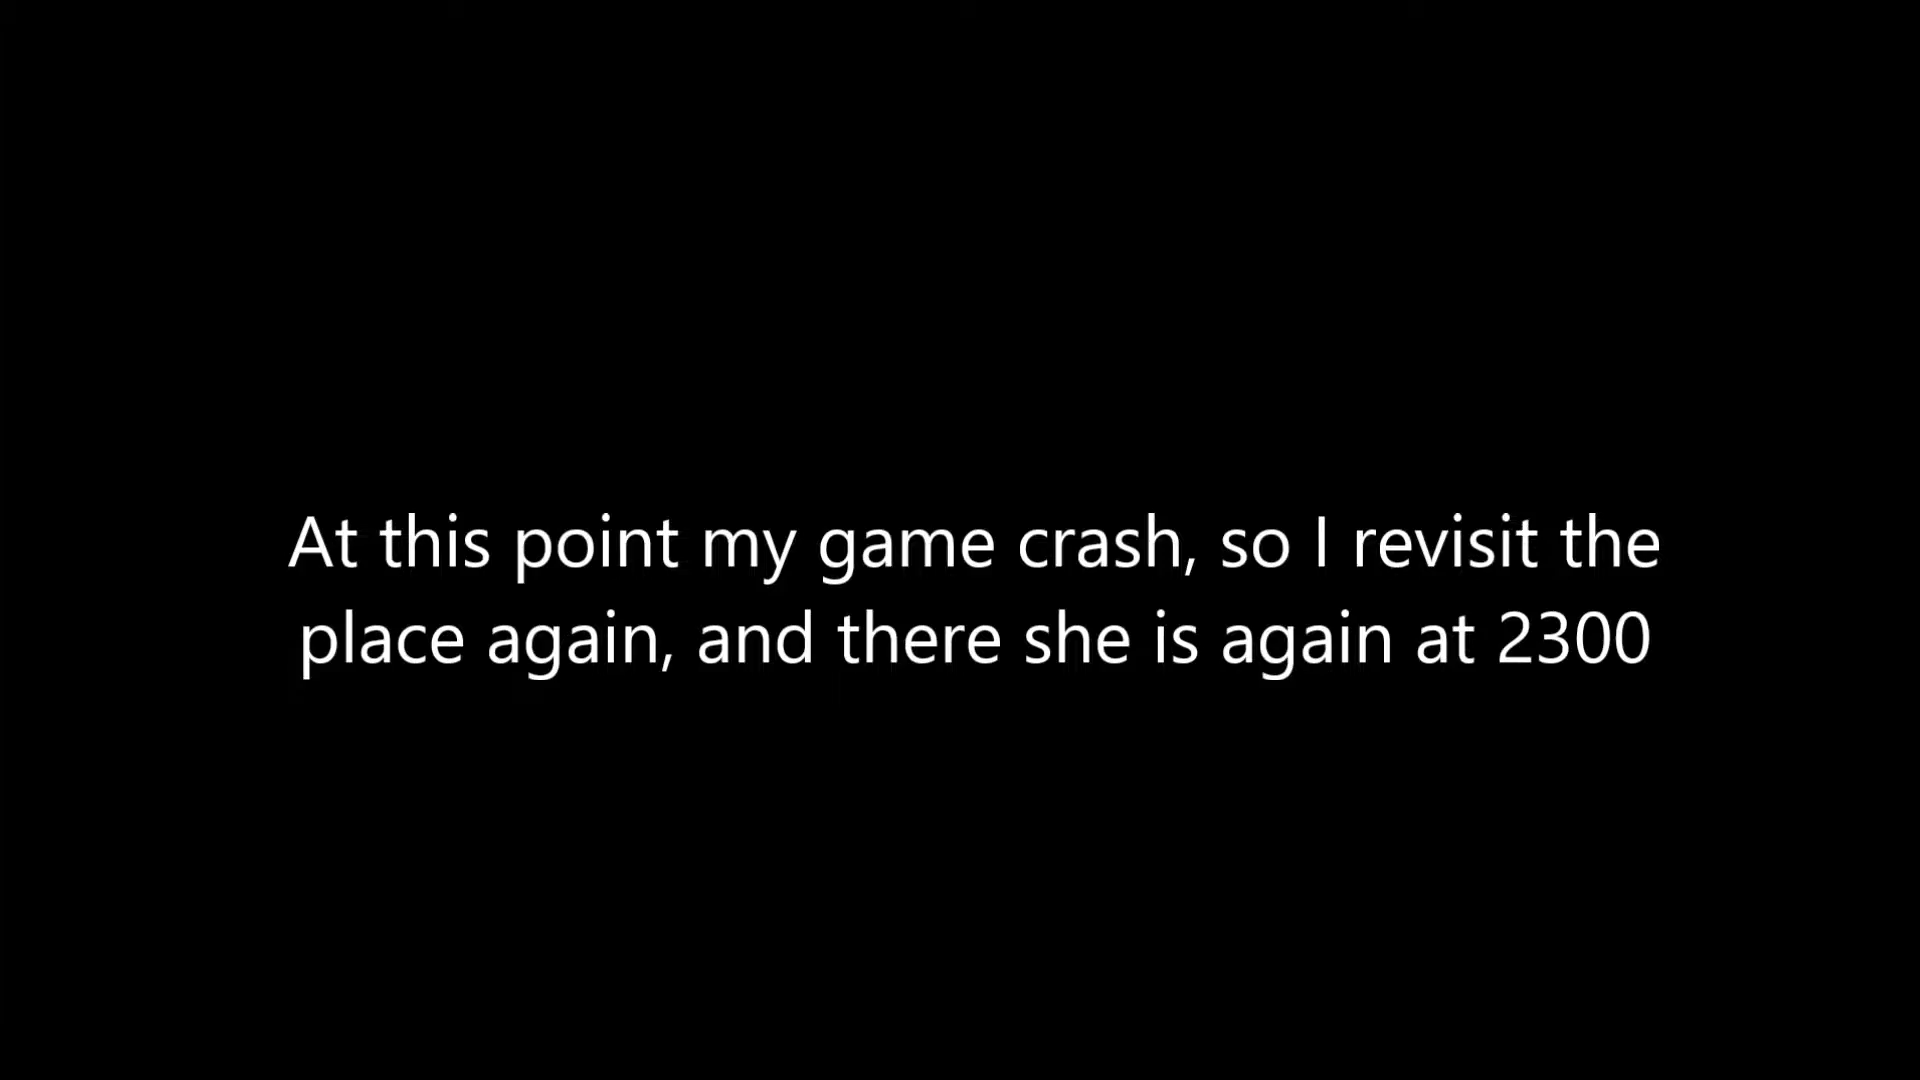 At this point my game crash, so I revisit the
place again, and there she is again at 2300